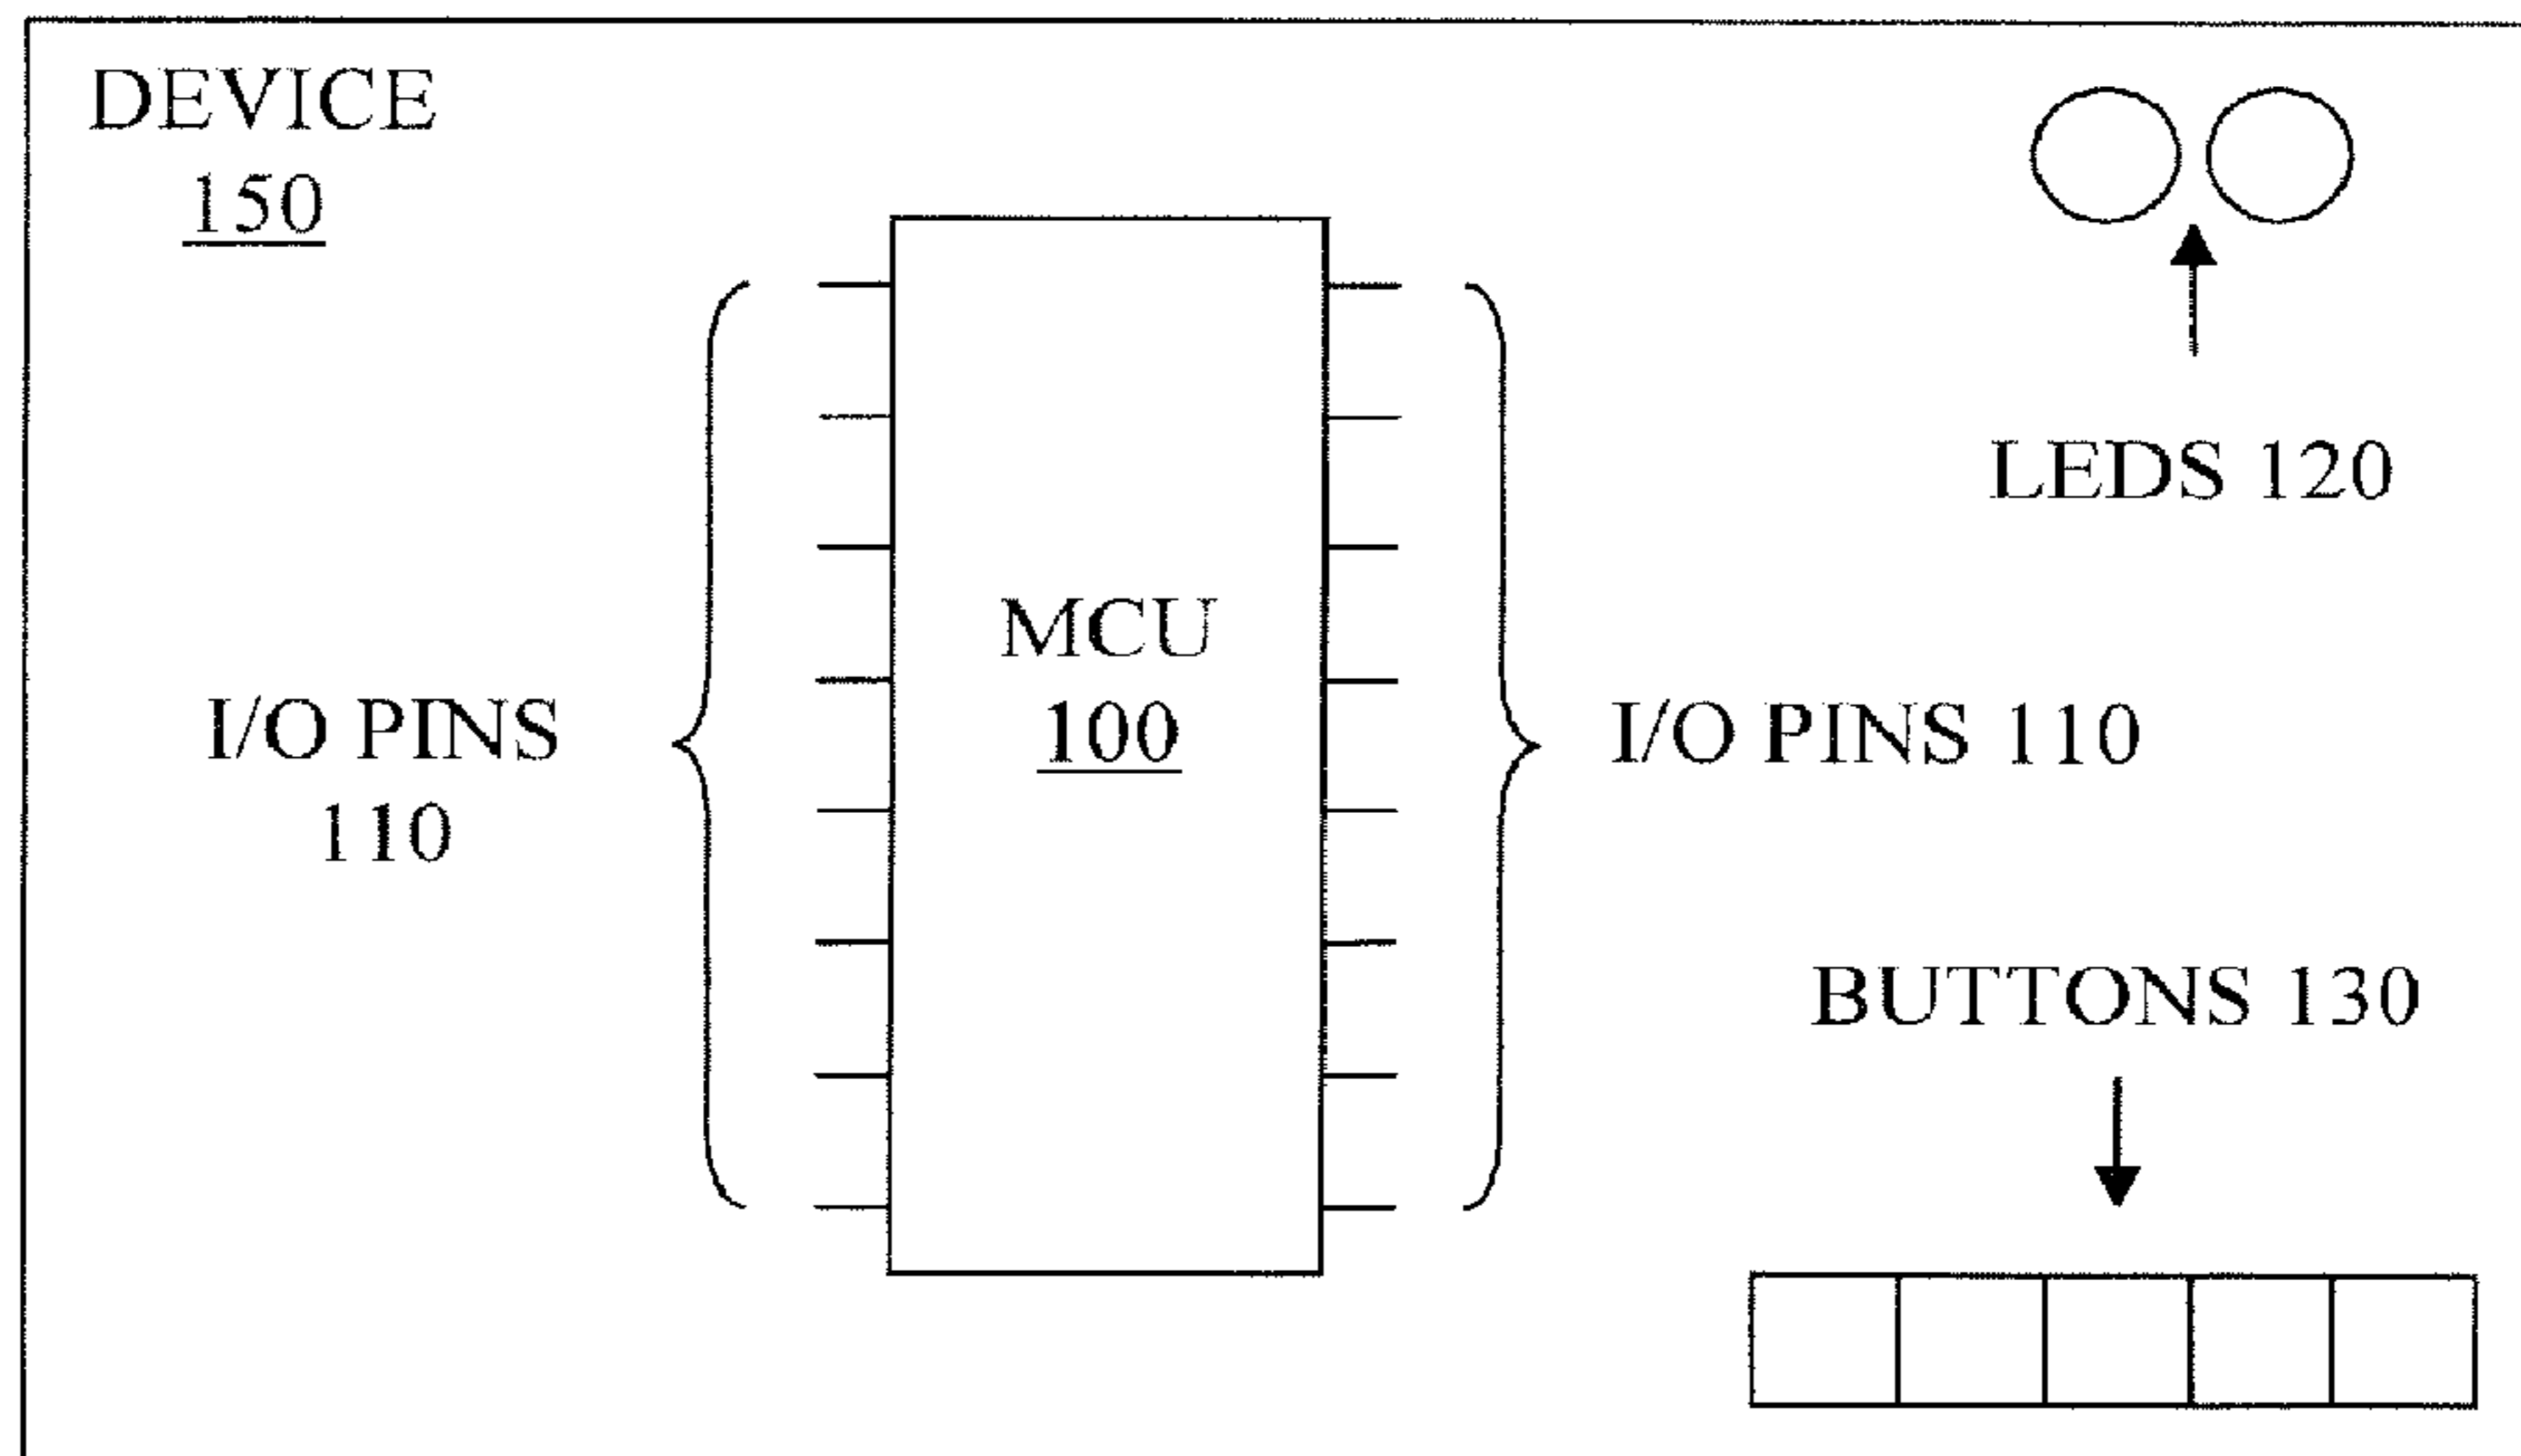 DEVICE
150
LEDS 120
MCU
100
I/O PINS
110
I/O PINS 110
BUTTONS 130